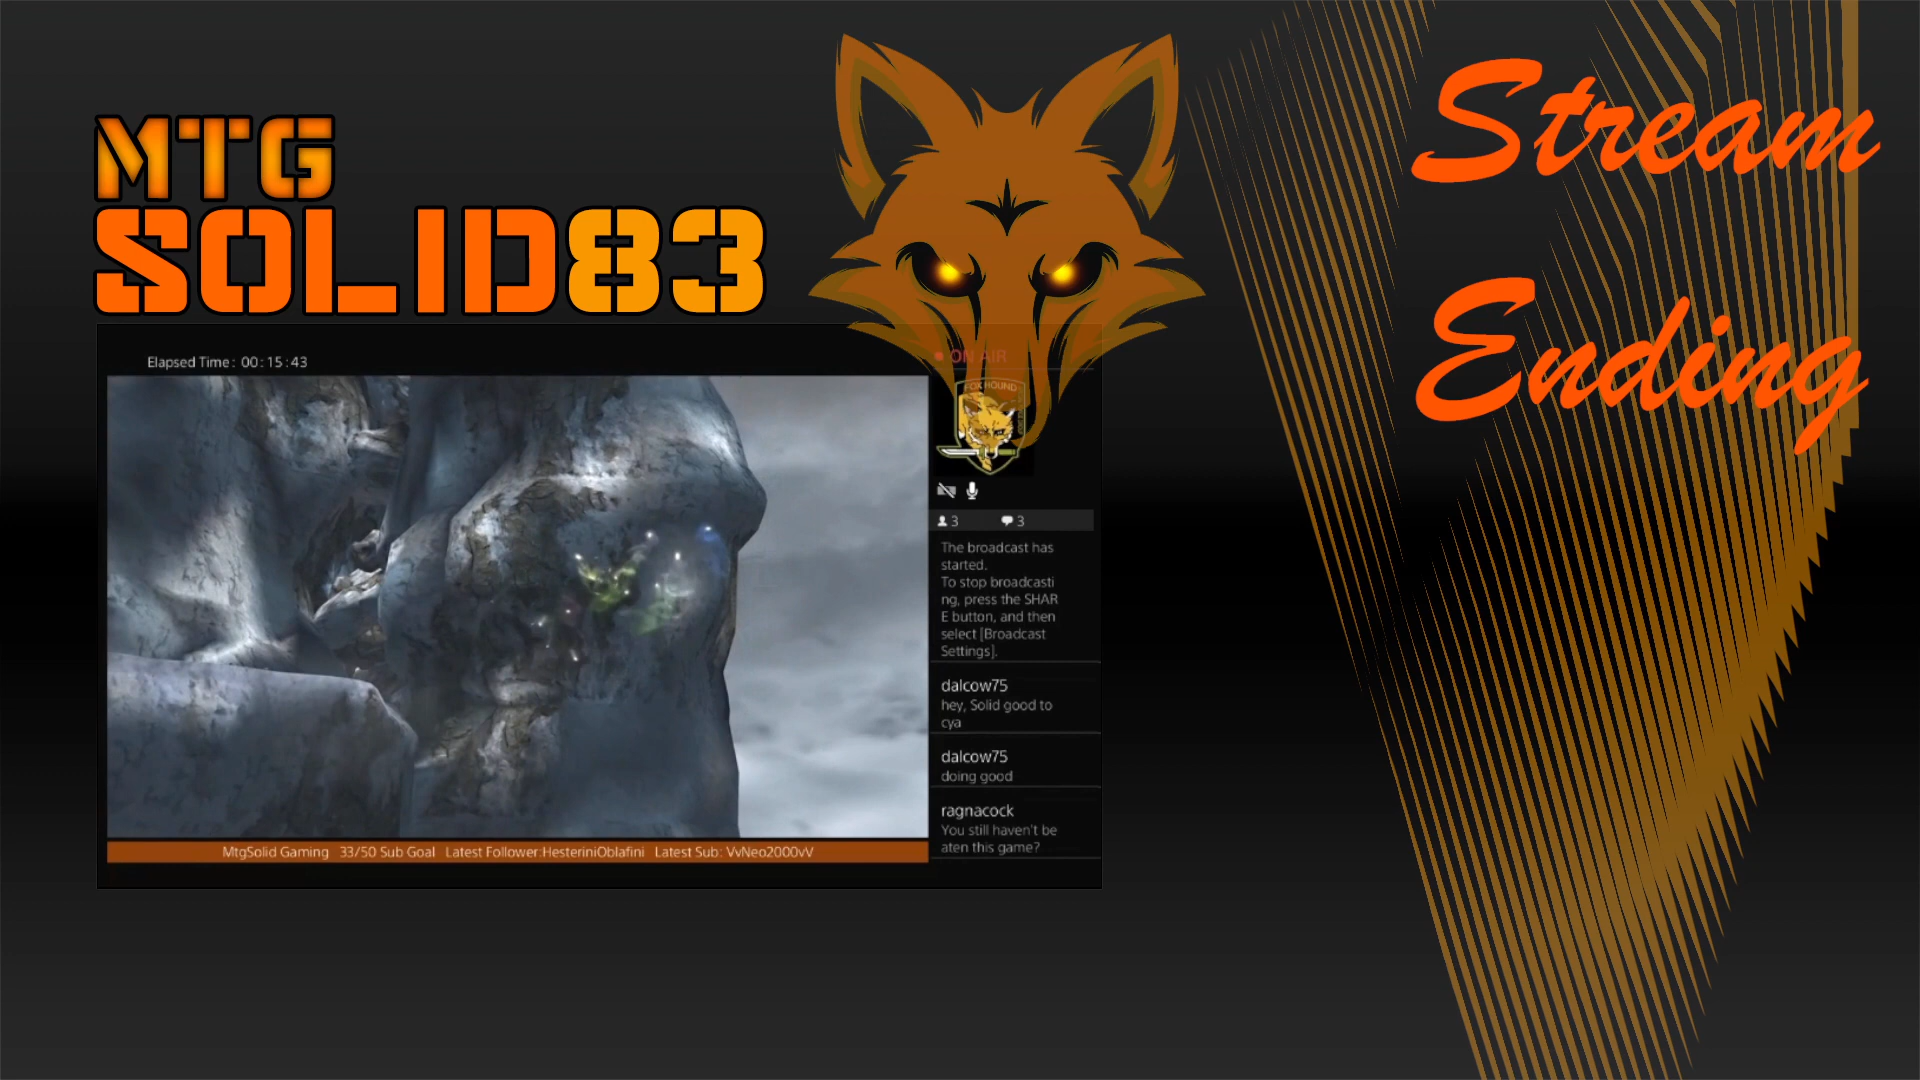 MTG
SOLID83
Stream
Ending
Elapsed Time: 00:15:43
ON AIR
FOX HOUND
3 3
The broadcast has
started.
To stop broadcasti
ng, press the SHAR
E button, and then
select [Broadcast
Settings].
dalcow75
hey, Solid good to
cya
dalcow75
doing good
ragnacock
You still haven't be
aten this game?
MtgSolid Gaming 33/50 Sub Goal Latest Follower:HesteriniOblafini Latest Sub: VvNeo2000vV